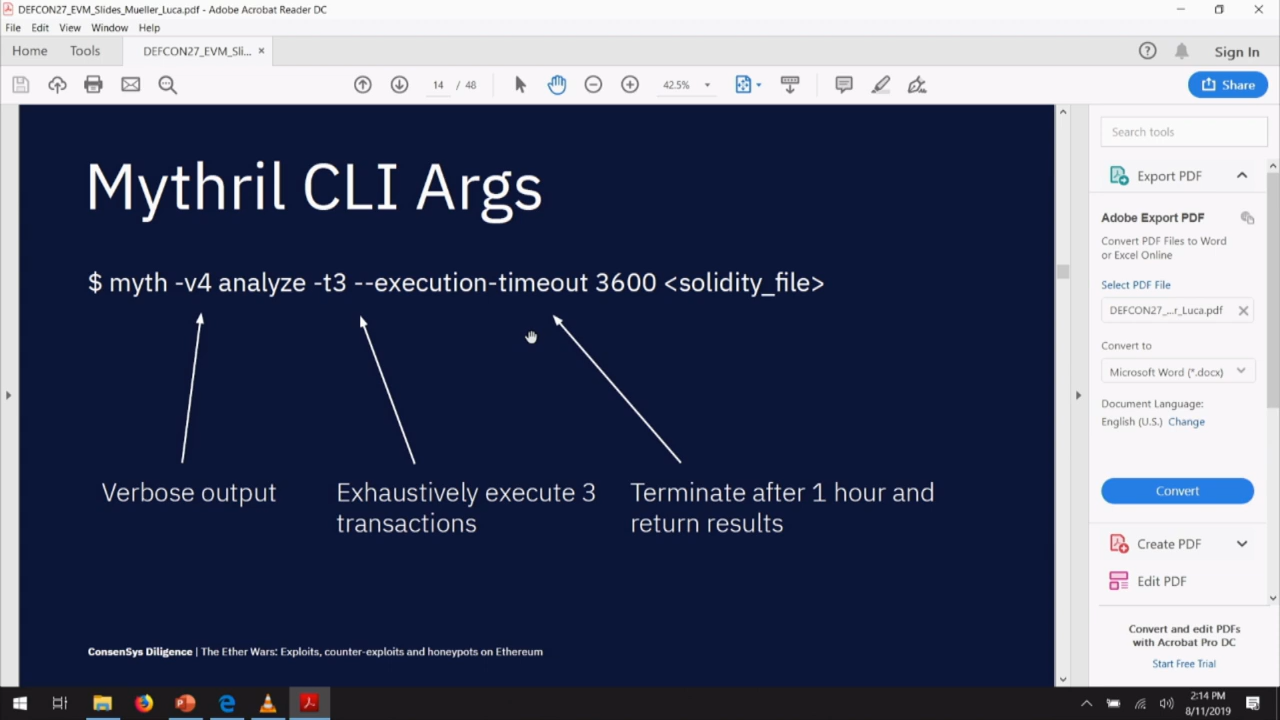 DEFCON27_EVM_Slides_Mueller_Luca.pdf - Adobe Acrobat Reader DC
File Edit View Window Help
Home Tools DEFCON27_EVM_Sli... × Sign In
14 / 48 42.5% Share
Mythril CLI Args
$ myth -v4 analyze -t3 --execution-timeout 3600 <solidity_file>
Verbose output
Exhaustively execute 3
transactions
Terminate after 1 hour and
return results
ConsenSys Diligence | The Ether Wars: Exploits, counter-exploits and honeypots on Ethereum
Search tools
Export PDF
Adobe Export PDF
Convert PDF Files to Word
or Excel Online
Select PDF File
DEFCON27_...r_Luca.pdf
Convert to
Microsoft Word (*.docx)
Document Language:
English (U.S.) Change
Convert
Create PDF
Edit PDF
Convert and edit PDFs
with Acrobat Pro DC
Start Free Trial
2:14 PM
8/11/2019